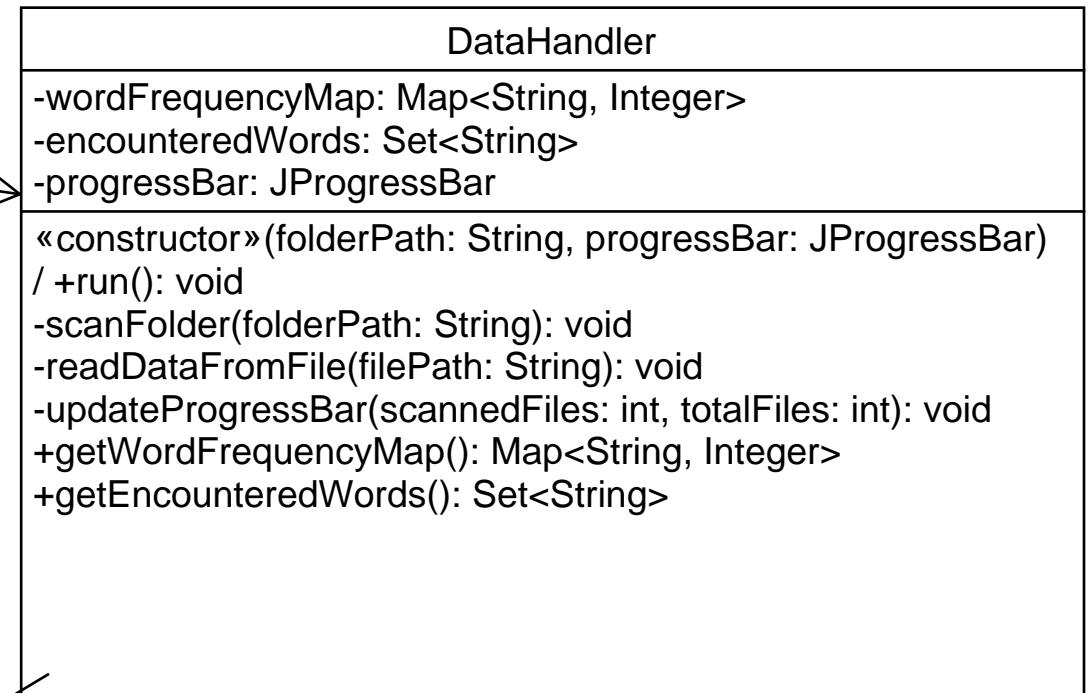 DataHandler
-wordFrequencyMap: Map<String, Integer>
-encounteredWords: Set<String>
-progressBar: JProgressBar
«constructor»(folderPath: String, progressBar: JProgressBar)
/ +run(): void
-scanFolder(folderPath: String): void
-readDataFromFile(filePath: String): void
-updateProgressBar(scannedFiles: int, totalFiles: int): void
+getWordFrequencyMap(): Map<String, Integer>
+getEncounteredWords(): Set<String>